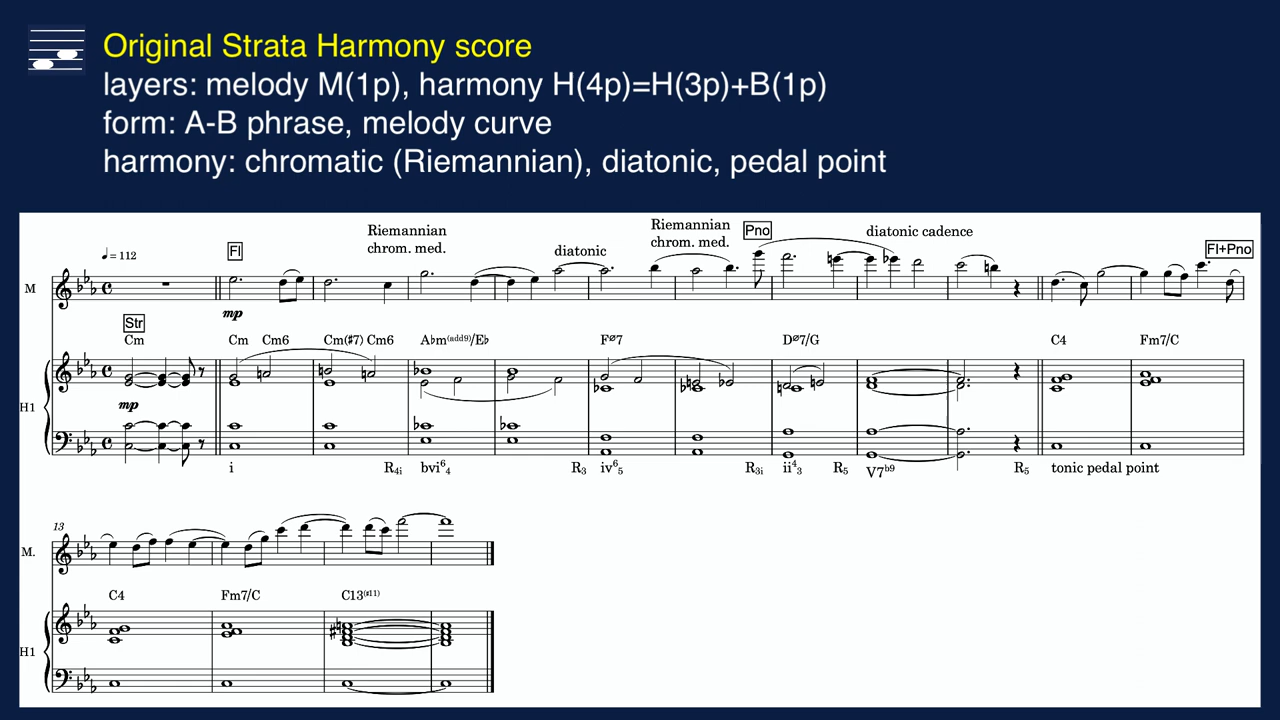 Original Strata Harmony score
layers: melody M(1p), harmony H(4p)=H(3p)+B(1p)
form: A-B phrase, melody curve
harmony: chromatic (Riemannian), diatonic, pedal point
♩ = 112
Fl
Riemannian
chrom. med.
diatonic
Riemannian
chrom. med.
Pno
diatonic cadence
Fl+Pno
M
mp
Str
Cm Cm Cm6 Cm(♯7) Cm6 A♭m(add9)/E♭ Fø7 Dø7/G C4 Fm7/C
mp
H1
i R4i bvi64 R3 iv65 R3i ii43 R5 V7b9 R5 tonic pedal point
13
M.
C4 Fm7/C C13(♯11)
H1